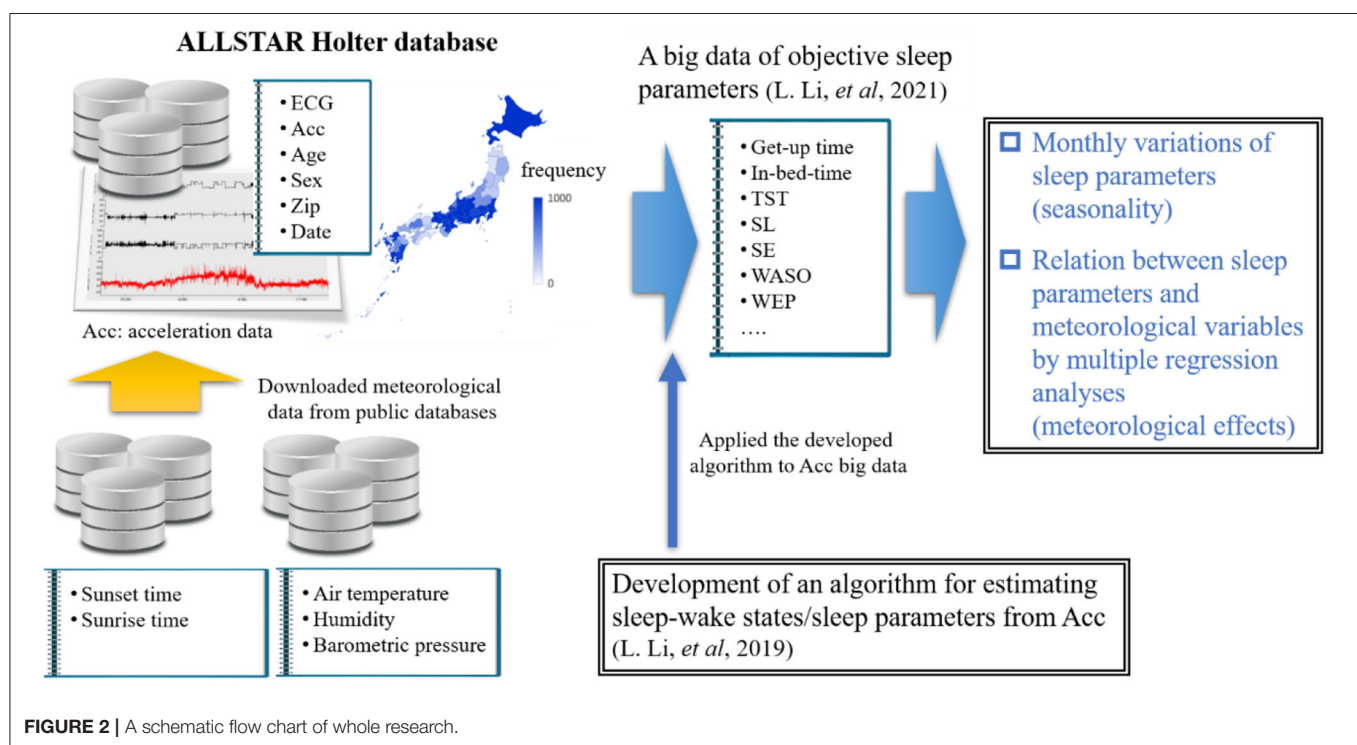 ALLSTAR Holter database
• ECG
• Acc
• Age
• Sex
• Zip
• Date
frequency
1000
0
Acc: acceleration data
Downloaded meteorological
data from public databases
• Sunset time
• Sunrise time
• Air temperature
• Humidity
• Barometric pressure
A big data of objective sleep
parameters (L. Li, et al, 2021)
• Get-up time
• In-bed-time
• TST
• SL
• SE
• WASO
• WEP
….
Applied the developed
algorithm to Acc big data
Development of an algorithm for estimating
sleep-wake states/sleep parameters from Acc
(L. Li, et al, 2019)
Monthly variations of
sleep parameters
(seasonality)
Relation between sleep
parameters and
meteorological variables
by multiple regression
analyses
(meteorological effects)
FIGURE 2 | A schematic flow chart of whole research.